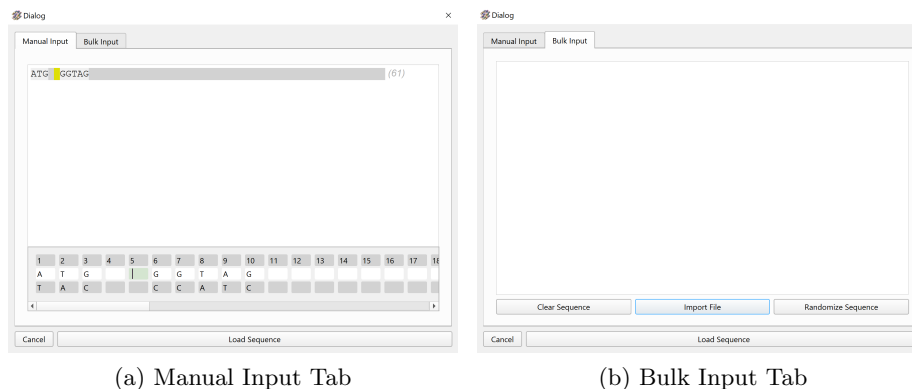 Dialog
Manual Input Bulk Input
ATG GGTAG (61)
1 2 3 4 5 6 7 8 9 10 11 12 13 14 15 16 17 18
A T G G G T A G
T A C C C A T C
Cancel Load Sequence
(a) Manual Input Tab
Dialog
Manual Input Bulk Input
Clear Sequence Import File Randomize Sequence
Cancel Load Sequence
(b) Bulk Input Tab